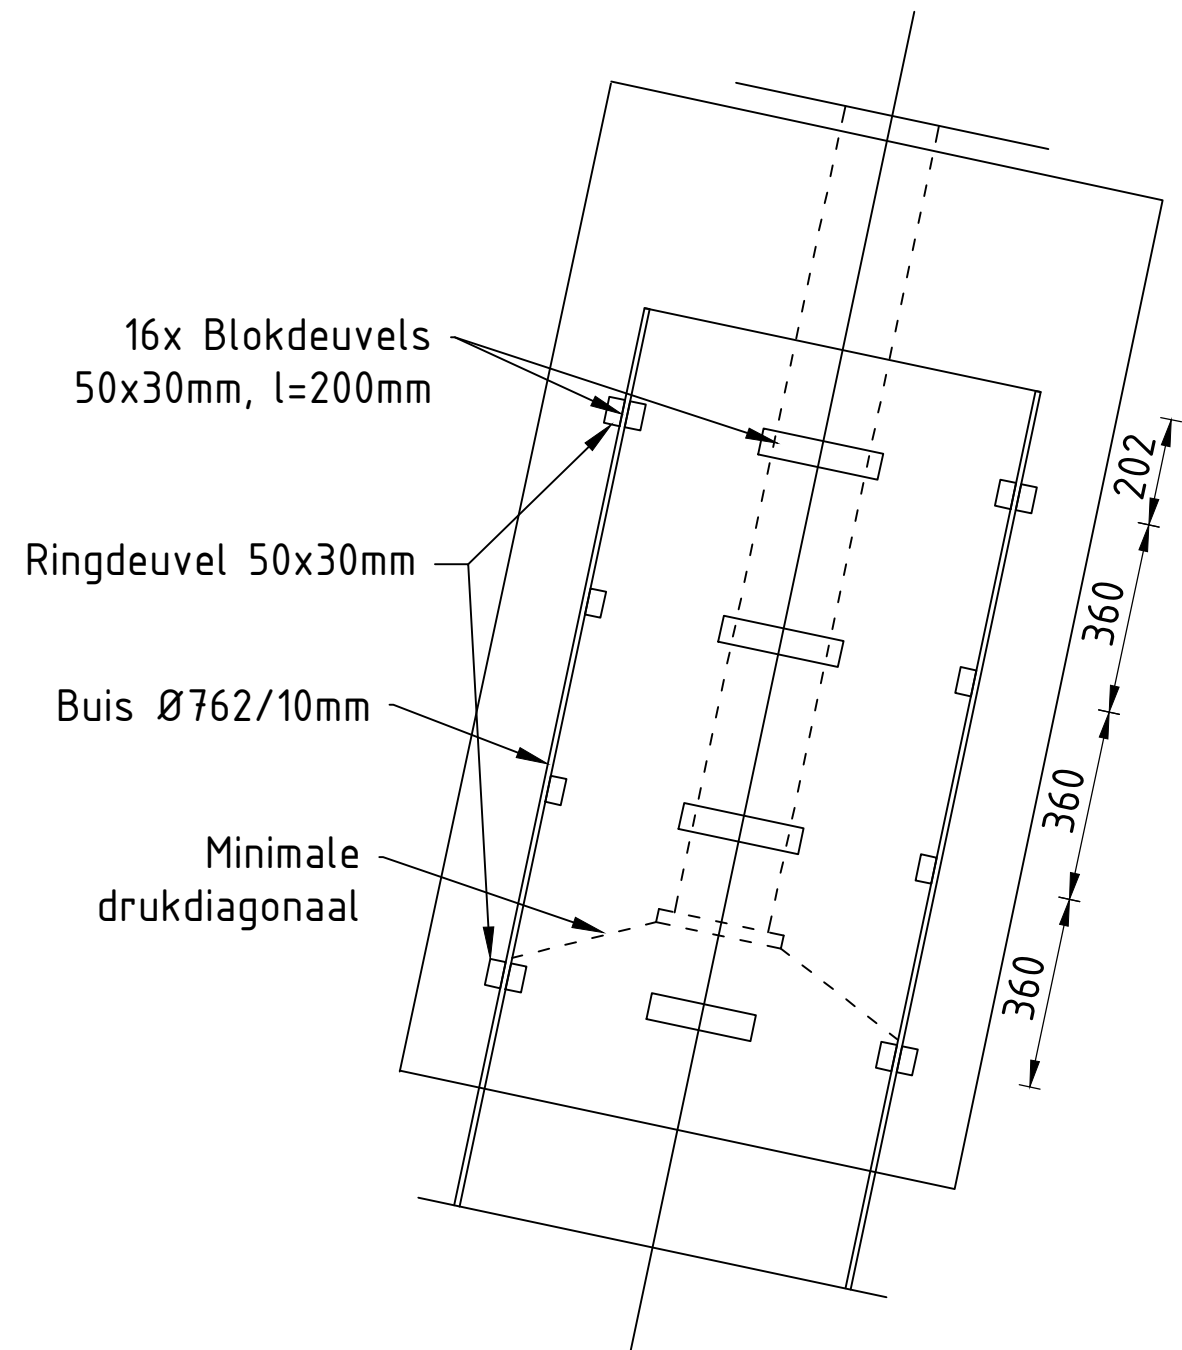 16x Blokdeuvels
50x30mm, l=200mm
Ringdeuvel 50x30mm
Buis Ø762/10mm
Minimale
drukdiagonaal
202
360
360
360